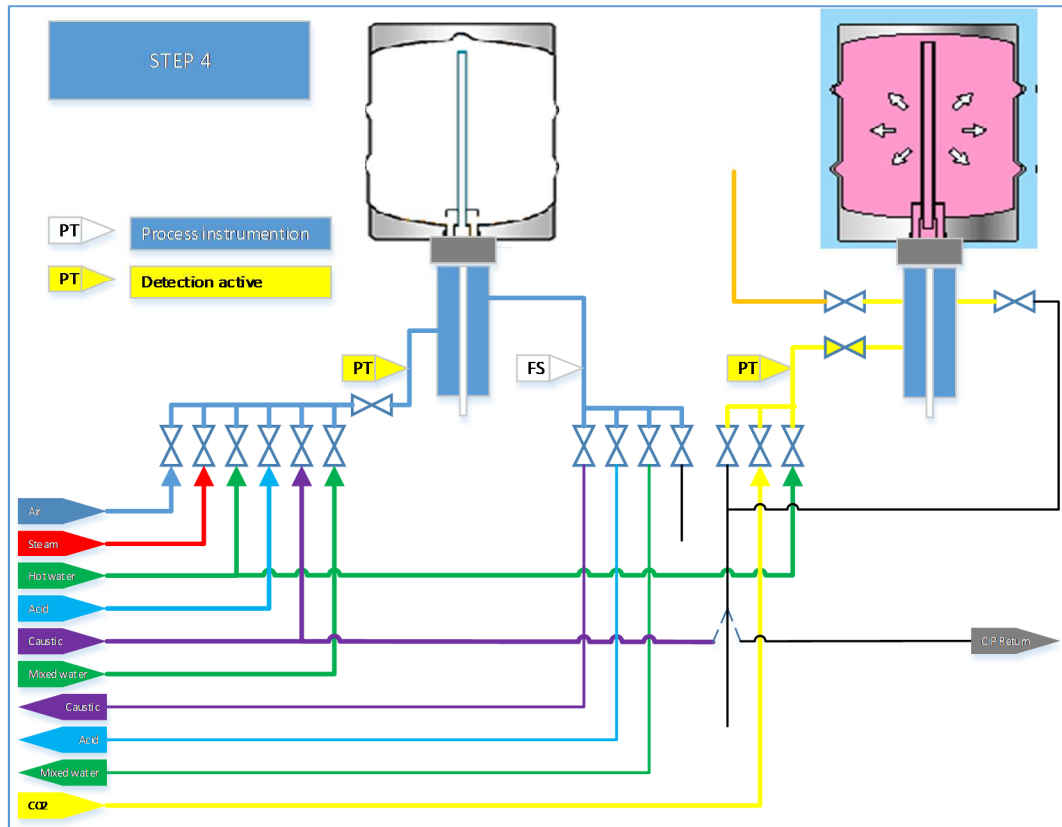 STEP 4
PT
Process instrumention
PT
Detection active
PT
FS
PT
Air
Steam
Hot water
Acid
Caustic
CIP Return
Mixed water
Caustic
Acid
Mixed water
CO2